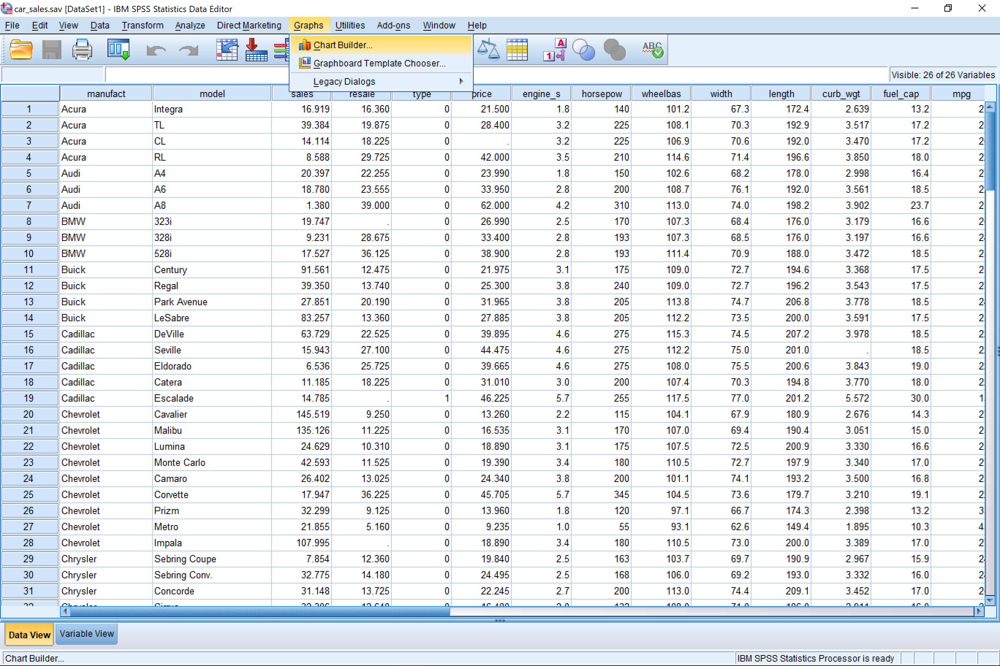 car_sales.sav [DataSet1] - IBM SPSS Statistics Data Editor
File Edit View Data Transform Analyze Direct Marketing Graphs Utilities Add-ons Window Help
Chart Builder...
Graphboard Template Chooser...
Legacy Dialogs
A
1
ABC
Visible: 26 of 26 Variables
manufact model sales resale type price engine_s horsepow wheelbas width length curb_wgt fuel_cap mpg
1 Acura Integra 16.919 16.360 0 21.500 1.8 140 101.2 67.3 172.4 2.639 13.2 2
2 Acura TL 39.384 19.875 0 28.400 3.2 225 108.1 70.3 192.9 3.517 17.2 2
3 Acura CL 14.114 18.225 0 . 3.2 225 106.9 70.6 192.0 3.470 17.2 2
4 Acura RL 8.588 29.725 0 42.000 3.5 210 114.6 71.4 196.6 3.850 18.0 2
5 Audi A4 20.397 22.255 0 23.990 1.8 150 102.6 68.2 178.0 2.998 16.4 2
6 Audi A6 18.780 23.555 0 33.950 2.8 200 108.7 76.1 192.0 3.561 18.5 2
7 Audi A8 1.380 39.000 0 62.000 4.2 310 113.0 74.0 198.2 3.902 23.7 2
8 BMW 323i 19.747 . 0 26.990 2.5 170 107.3 68.4 176.0 3.179 16.6 2
9 BMW 328i 9.231 28.675 0 33.400 2.8 193 107.3 68.5 176.0 3.197 16.6 2
10 BMW 528i 17.527 36.125 0 38.900 2.8 193 111.4 70.9 188.0 3.472 18.5 2
11 Buick Century 91.561 12.475 0 21.975 3.1 175 109.0 72.7 194.6 3.368 17.5 2
12 Buick Regal 39.350 13.740 0 25.300 3.8 240 109.0 72.7 196.2 3.543 17.5 2
13 Buick Park Avenue 27.851 20.190 0 31.965 3.8 205 113.8 74.7 206.8 3.778 18.5 2
14 Buick LeSabre 83.257 13.360 0 27.885 3.8 205 112.2 73.5 200.0 3.591 17.5 2
15 Cadillac DeVille 63.729 22.525 0 39.895 4.6 275 115.3 74.5 207.2 3.978 18.5 2
16 Cadillac Seville 15.943 27.100 0 44.475 4.6 275 112.2 75.0 201.0 . 18.5 2
17 Cadillac Eldorado 6.536 25.725 0 39.665 4.6 275 108.0 75.5 200.6 3.843 19.0 2
18 Cadillac Catera 11.185 18.225 0 31.010 3.0 200 107.4 70.3 194.8 3.770 18.0 2
19 Cadillac Escalade 14.785 . 1 46.225 5.7 255 117.5 77.0 201.2 5.572 30.0 1
20 Chevrolet Cavalier 145.519 9.250 0 13.260 2.2 115 104.1 67.9 180.9 2.676 14.3 2
21 Chevrolet Malibu 135.126 11.225 0 16.535 3.1 170 107.0 69.4 190.4 3.051 15.0 2
22 Chevrolet Lumina 24.629 10.310 0 18.890 3.1 175 107.5 72.5 200.9 3.330 16.6 2
23 Chevrolet Monte Carlo 42.593 11.525 0 19.390 3.4 180 110.5 72.7 197.9 3.340 17.0 2
24 Chevrolet Camaro 26.402 13.025 0 24.340 3.8 200 101.1 74.1 193.2 3.500 16.8 2
25 Chevrolet Corvette 17.947 36.225 0 45.705 5.7 345 104.5 73.6 179.7 3.210 19.1 2
26 Chevrolet Prizm 32.299 9.125 0 13.960 1.8 120 97.1 66.7 174.3 2.398 13.2 3
27 Chevrolet Metro 21.855 5.160 0 9.235 1.0 55 93.1 62.6 149.4 1.895 10.3 4
28 Chevrolet Impala 107.995 . 0 18.890 3.4 180 110.5 73.0 200.0 3.389 17.0 2
29 Chrysler Sebring Coupe 7.854 12.360 0 19.840 2.5 163 103.7 69.7 190.9 2.967 15.9 2
30 Chrysler Sebring Conv. 32.775 14.180 0 24.495 2.5 168 106.0 69.2 193.0 3.332 16.0 2
31 Chrysler Concorde 31.148 13.725 0 22.245 2.7 200 113.0 74.4 209.1 3.452 17.0 2
Data View Variable View
Chart Builder... IBM SPSS Statistics Processor is ready